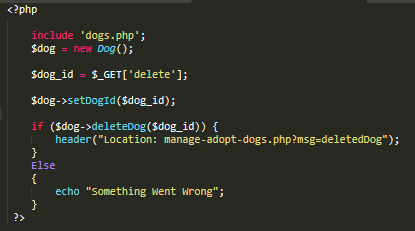 <?php
include 'dogs.php';
$dog = new Dog();
$dog_id = $_GET['delete'];
$dog->setDogId($dog_id);
if ($dog->deleteDog($dog_id)) {
header("Location: manage-adopt-dogs.php?msg=deletedDog");
}
Else
{
echo "Something Went Wrong";
}
?>